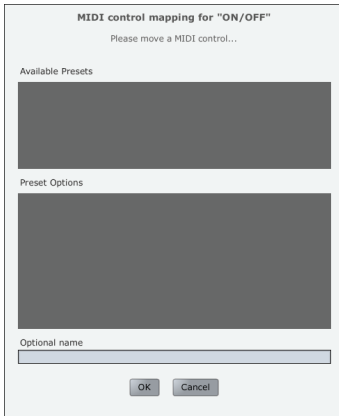 MIDI control mapping for "ON/OFF"
Please move a MIDI control...
Available Presets
Preset Options
Optional name
OK Cancel